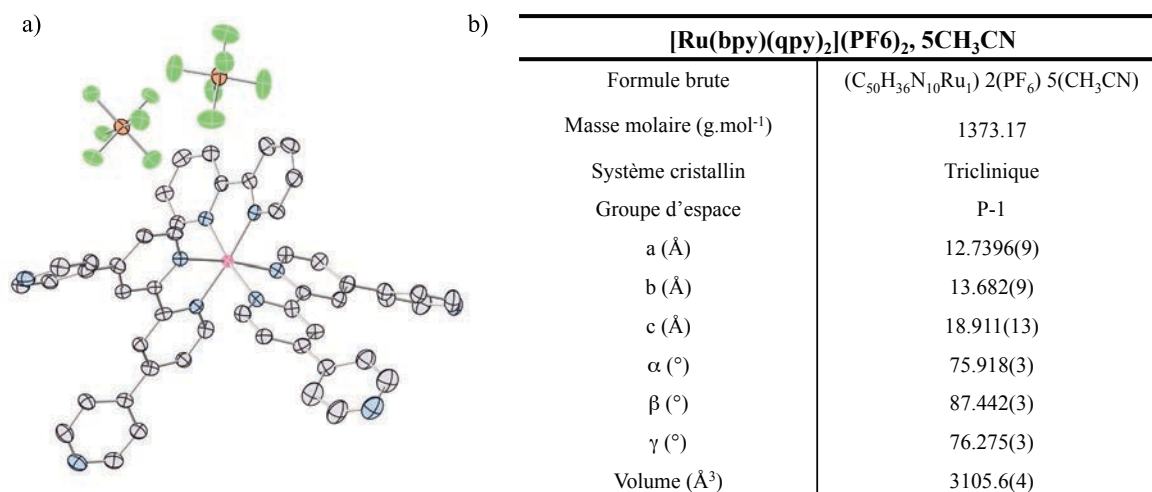 a)
b)
[Ru(bpy)(qpy)₂](PF6)₂, 5CH₃CN
Formule brute (C₅₀H₃₆N₁₀Ru₁) 2(PF₆) 5(CH₃CN)
Masse molaire (g.mol⁻¹) 1373.17
Système cristallin Triclinique
Groupe d'espace P-1
a (Å) 12.7396(9)
b (Å) 13.682(9)
c (Å) 18.911(13)
α (°) 75.918(3)
β (°) 87.442(3)
γ (°) 76.275(3)
Volume (Å³) 3105.6(4)